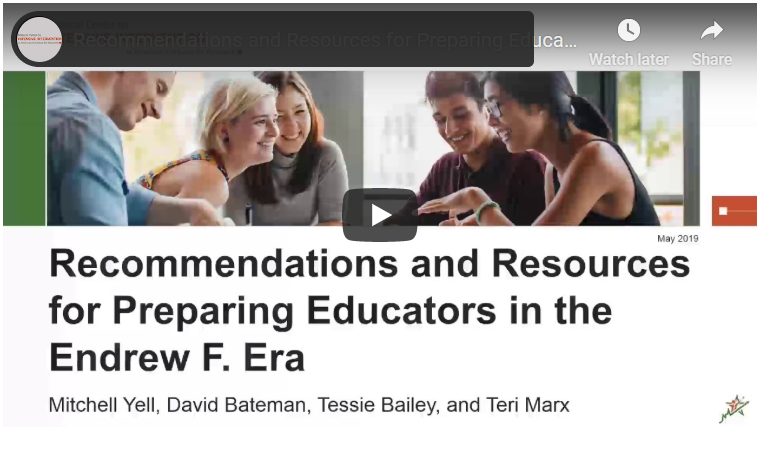 Recommendations and Resources for Preparing Educa...
Watch later
Share
May 2019
Recommendations and Resources
for Preparing Educators in the
Endrew F. Era
Mitchell Yell, David Bateman, Tessie Bailey, and Teri Marx